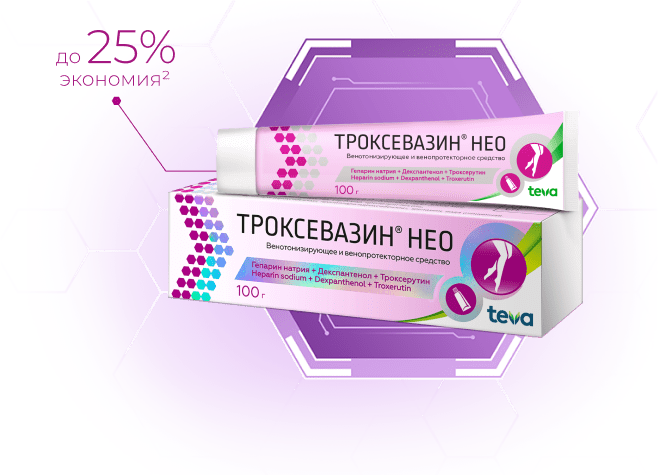 до 25%
экономия²
ТРОКСЕВАЗИН® НЕО
Венотонизирующее и венопротекторное средство
Гепарин натрия + Декспантенол + Троксерутин
Heparin sodium + Dexpanthenol + Troxerutin
100 г
teva
ТРОКСЕВАЗИН® НЕО
Венотонизирующее и венопротекторное средство
Гепарин натрия + Декспантенол + Троксерутин
Heparin sodium + Dexpanthenol + Troxerutin
100 г
teva